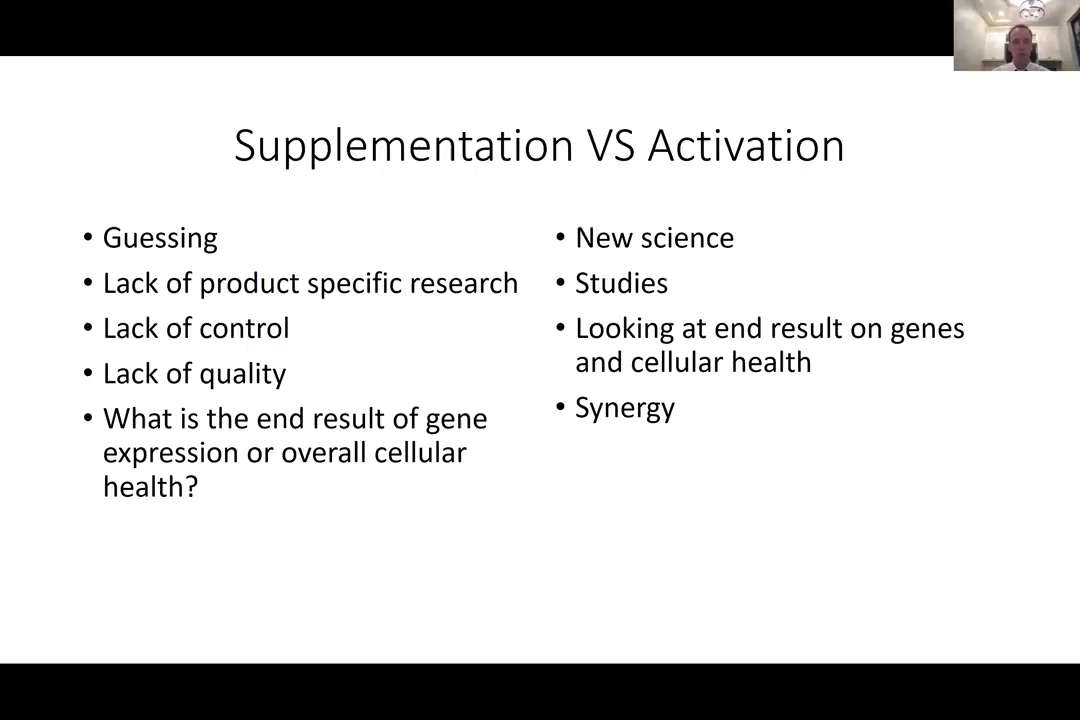 Supplementation VS Activation
• Guessing
• Lack of product specific research
• Lack of control
• Lack of quality
• What is the end result of gene
expression or overall cellular
health?
• New science
• Studies
• Looking at end result on genes
and cellular health
• Synergy